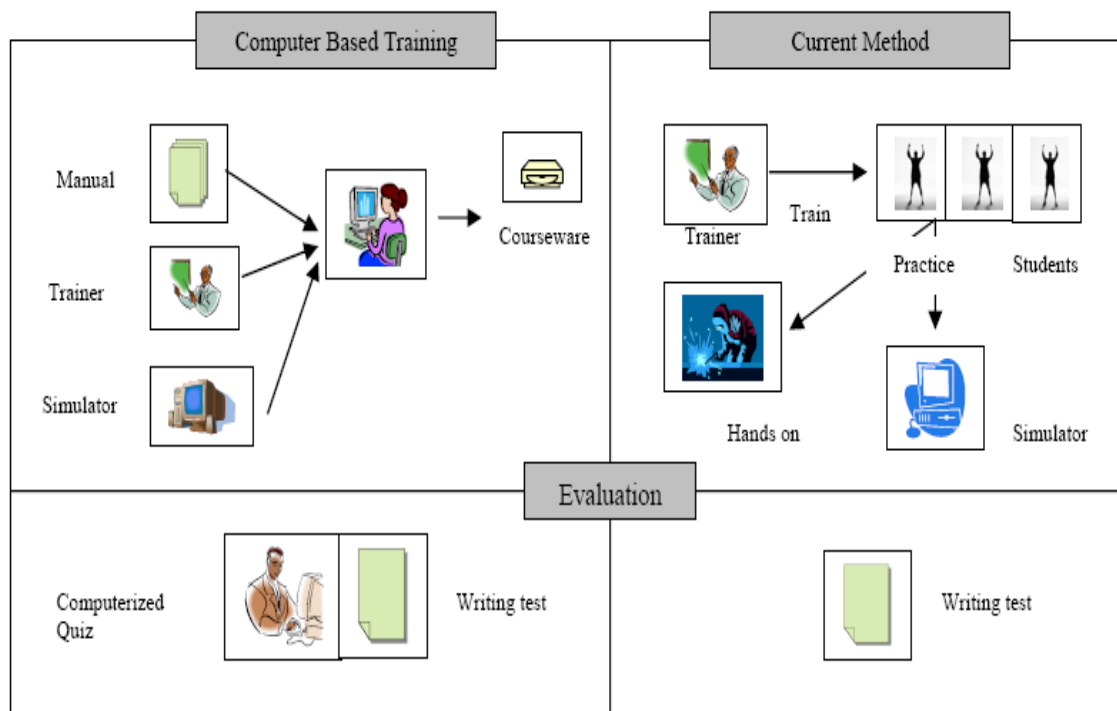 Computer Based Training
Current Method
Manual
Courseware
Trainer
Simulator
Train
Trainer
Practice
Students
Hands on
Simulator
Evaluation
Computerized
Quiz
Writing test
Writing test